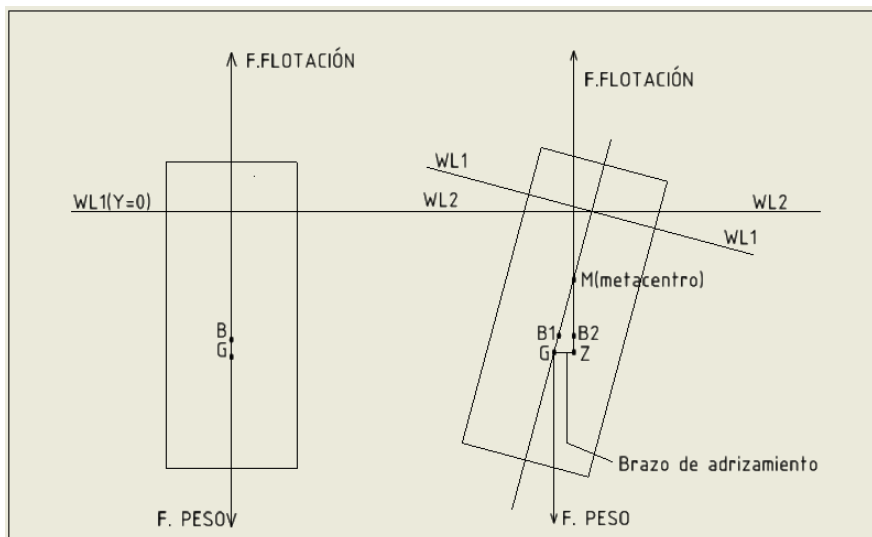 F.FLOTACIÓN
WL1(Y=0)
B
G
F. PESO
F.FLOTACIÓN
WL1
WL2
WL2
WL1
M(metacentro)
B1
B2
G
Z
Brazo de adrizamiento
F. PESO